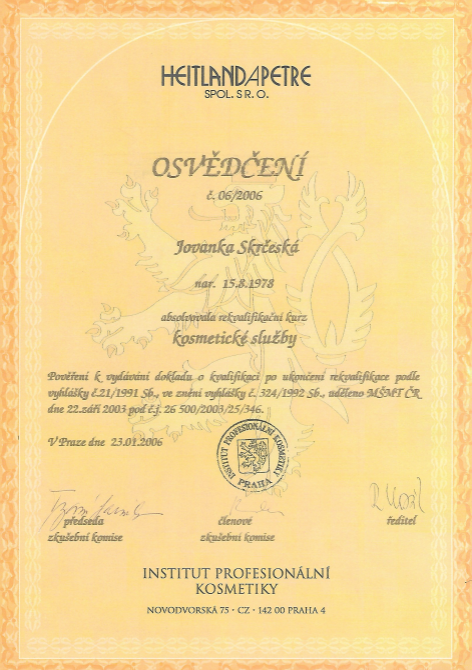 HEITLANDAPETRE
SPOL. S R. O.
OSVĚDČENÍ
č. 06/2006
Jovanka Skrčeská
nar. 15.8.1978
absolvovala rekvalifikační kurz
kosmetické služby
Pověření k vydávání dokladu o kvalifikaci po ukončení rekvalifikace podle
vyhlášky č.21/1991 Sb., ve znění vyhlášky č. 324/1992 Sb., uděleno MŠMT ČR
dne 22.září 2003 pod č.j. 26 500/2003/25/346.
V Praze dne 23.01.2006
INSTITUT PROFESIONÁLNÍ KOSMETIKY
PRAHA
předseda
zkušební komise
členové
zkušební komise
ředitel
INSTITUT PROFESIONÁLNÍ
KOSMETIKY
NOVODVORSKÁ 75 · CZ · 142 00 PRAHA 4